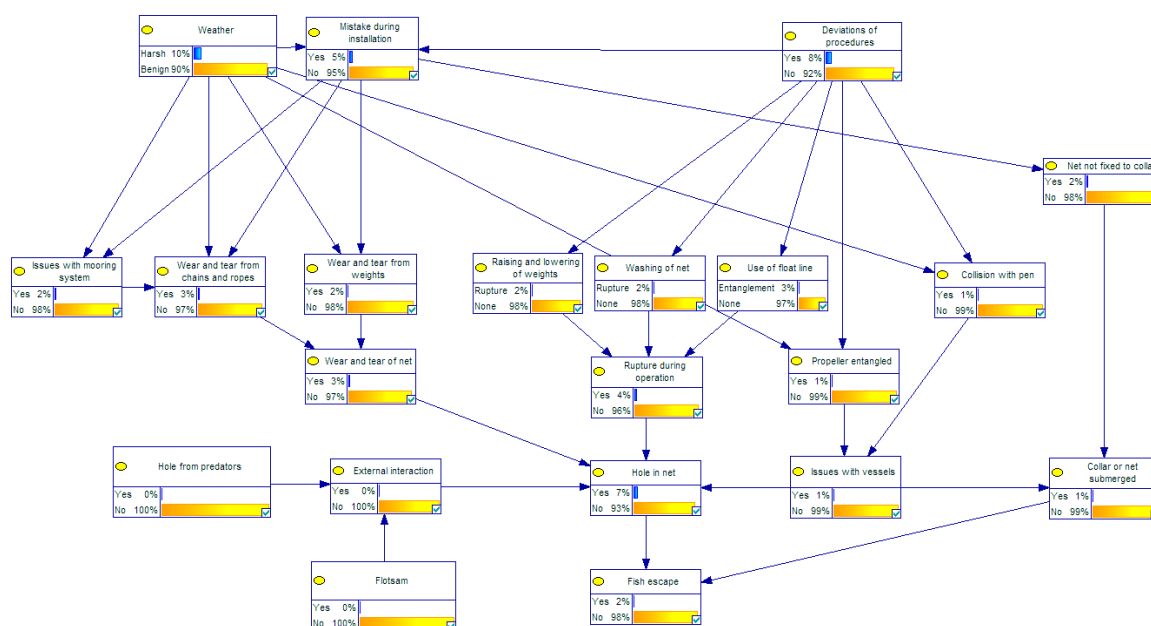 Weather
Harsh 10%
Benign 90%
Mistake during
installation
Yes 5%
No 95%
Deviations of
procedures
Yes 8%
No 92%
Net not fixed to colla
Yes 2%
No 98%
Issues with mooring
system
Yes 2%
No 98%
Wear and tear from
chains and ropes
Yes 3%
No 97%
Wear and tear from
weights
Yes 2%
No 98%
Raising and lowering
of weights
Rupture 2%
None 98%
Washing of net
Rupture 2%
None 98%
Use of float line
Entanglement 3%
None 97%
Collision with pen
Yes 1%
No 99%
Wear and tear of net
Yes 3%
No 97%
Rupture during
operation
Yes 4%
No 96%
Propeller entangled
Yes 1%
No 99%
Hole from predators
Yes 0%
No 100%
External interaction
Yes 0%
No 100%
Hole in net
Yes 7%
No 93%
Issues with vessels
Yes 1%
No 99%
Collar or net
submerged
Yes 1%
No 99%
Flotsam
Yes 0%
No 100%
Fish escape
Yes 2%
No 98%